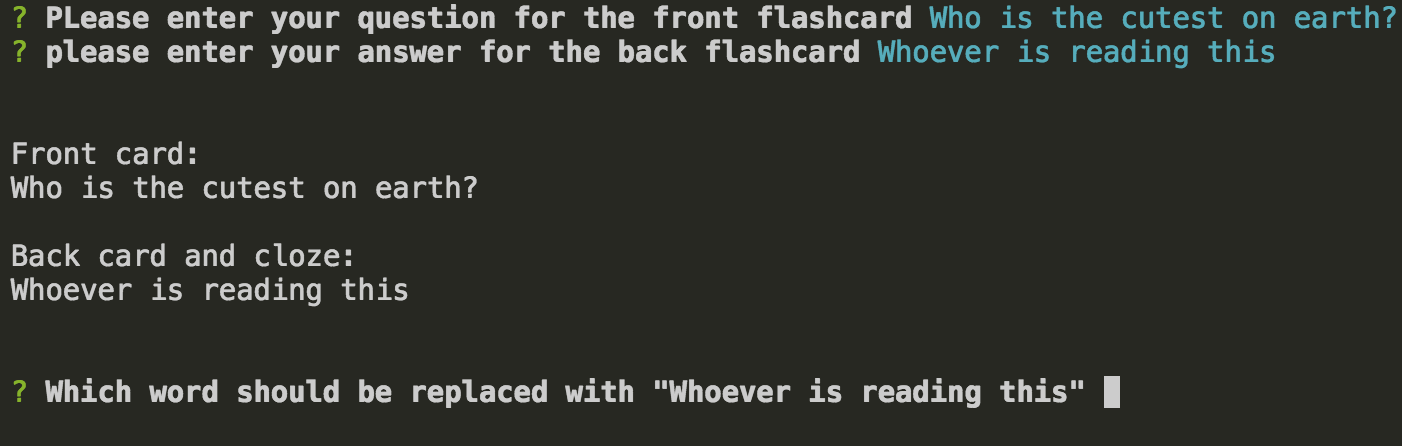 ? PLease enter your question for the front flashcard Who is the cutest on earth?
? please enter your answer for the back flashcard Whoever is reading this
Front card:
Who is the cutest on earth?
Back card and cloze:
Whoever is reading this
? Which word should be replaced with "Whoever is reading this"